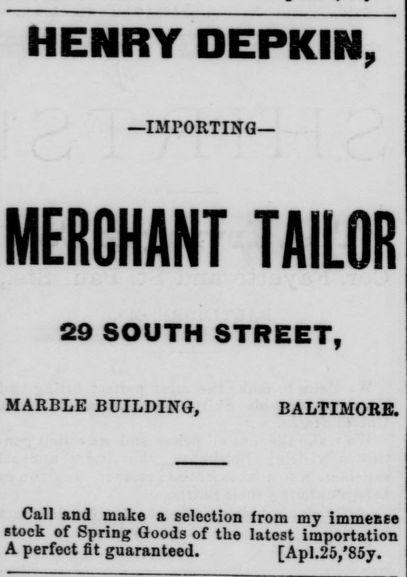 HENRY DEPKIN,
—IMPORTING—
MERCHANT TAILOR
29 SOUTH STREET,
MARBLE BUILDING, BALTIMORE.
Call and make a selection from my immense
stock of Spring Goods of the latest importation
A perfect fit guaranteed. [Apl.25,'85y.